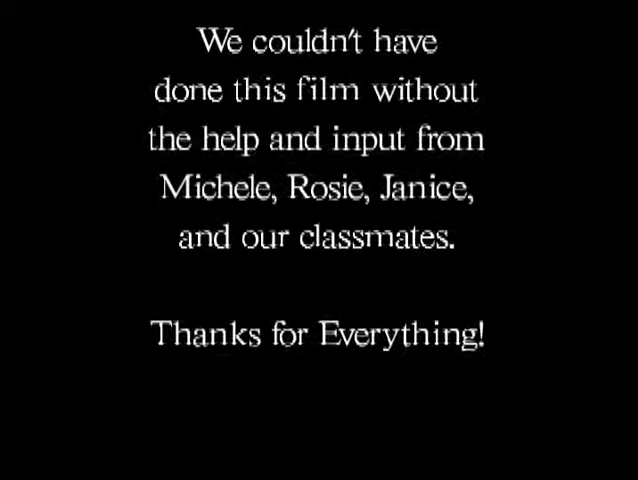 We couldn't have
done this film without
the help and input from
Michele, Rosie, Janice,
and our classmates.
Thanks for Everything!